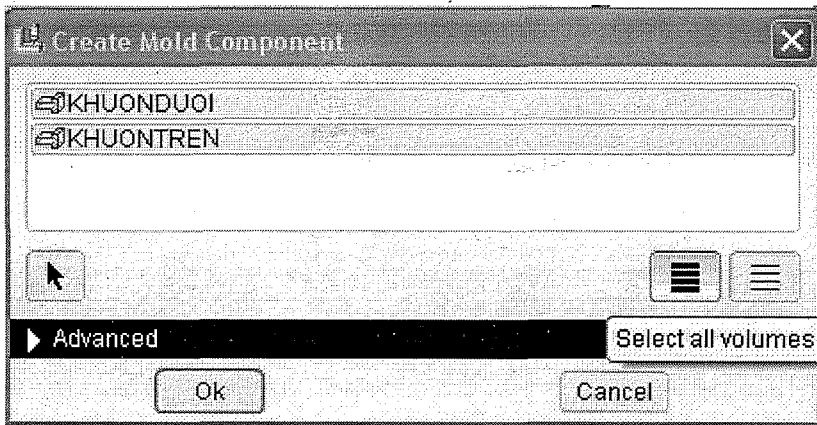 Create Mold Component
KHUONDUOI
KHUONTREN
Advanced
Select all volumes
Ok
Cancel